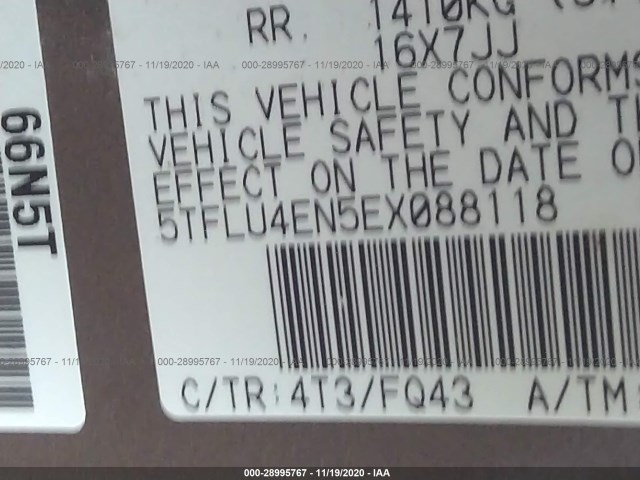 RR.
16X7JJ
THIS VEHICLE CONFORMS
VEHICLE SAFETY AND
EFFECT ON THE DATE
5TFLU4EN5EX088118
C/TR:4T3/FQ43 A/TM:
66N5T
000-28995767 - 11/19/2020 - IAA